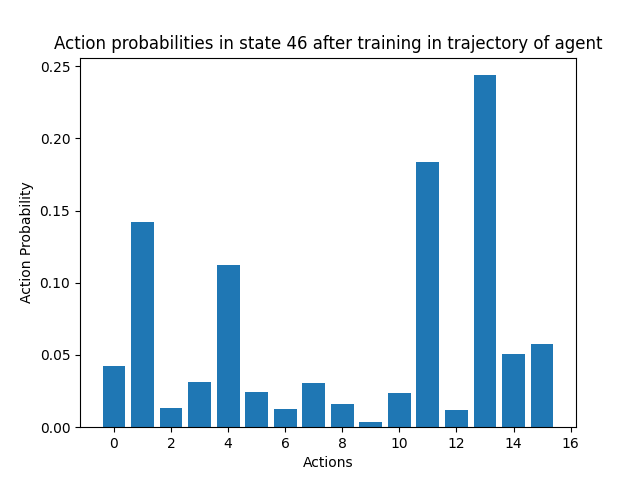 Action probabilities in state 46 after training in trajectory of agent
0.25
0.20
0.15
0.10
0.05
0.00
Action Probability
0 2 4 6 8 10 12 14 16
Actions